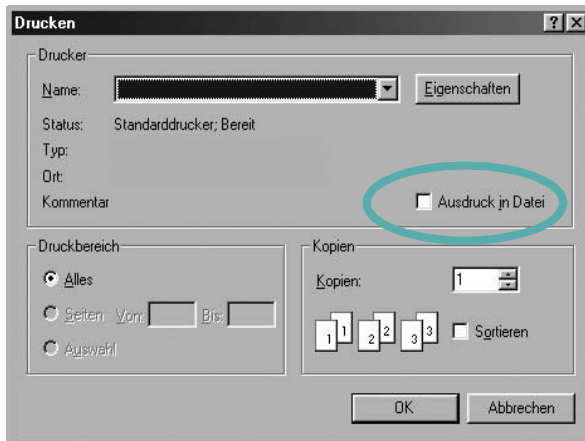 Drucken
Drucker
Name:
Eigenschaften
Status: Standarddrucker; Bereit
Typ:
Ort:
Kommentar
Ausdruck in Datei
Druckbereich
Alles
Seiten Von: Bis:
Auswahl
Kopien
Kopien: 1
1 1 2 2 3 3
Sortieren
OK
Abbrechen